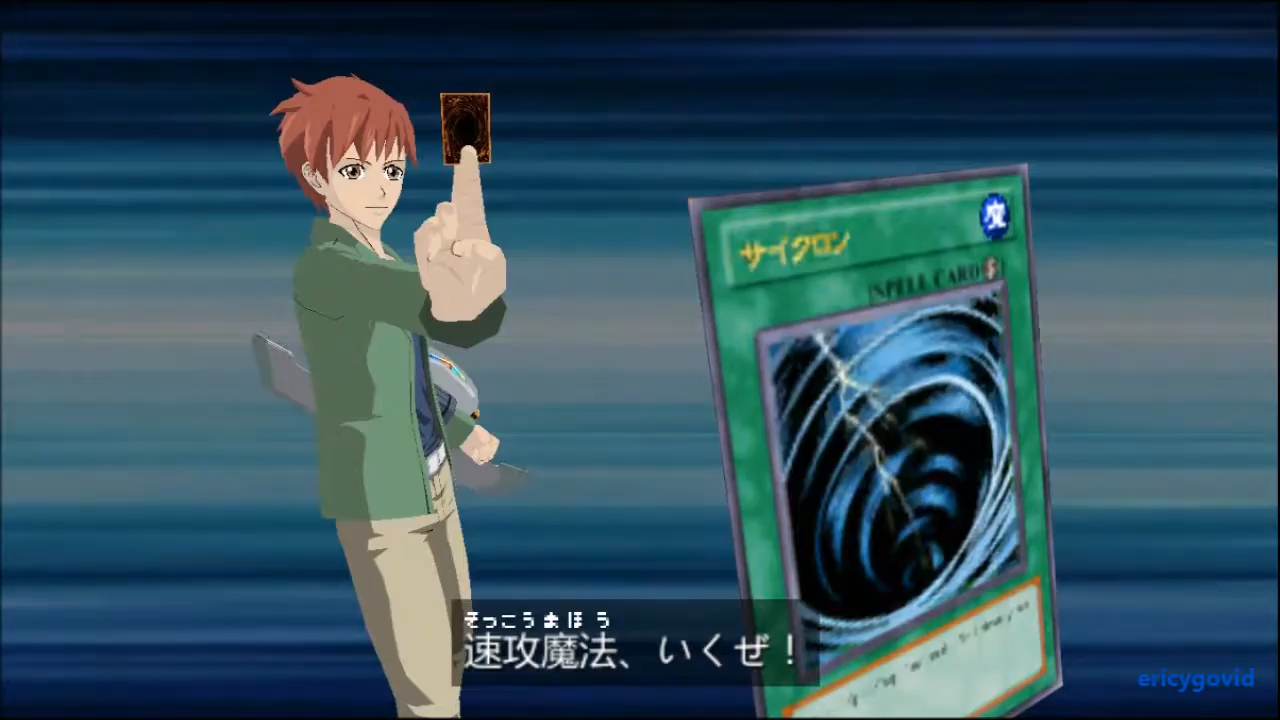 サイクロン
魔
[SPELL CARD
そっこうまほう
速攻魔法、いくぜ！
ericygovid